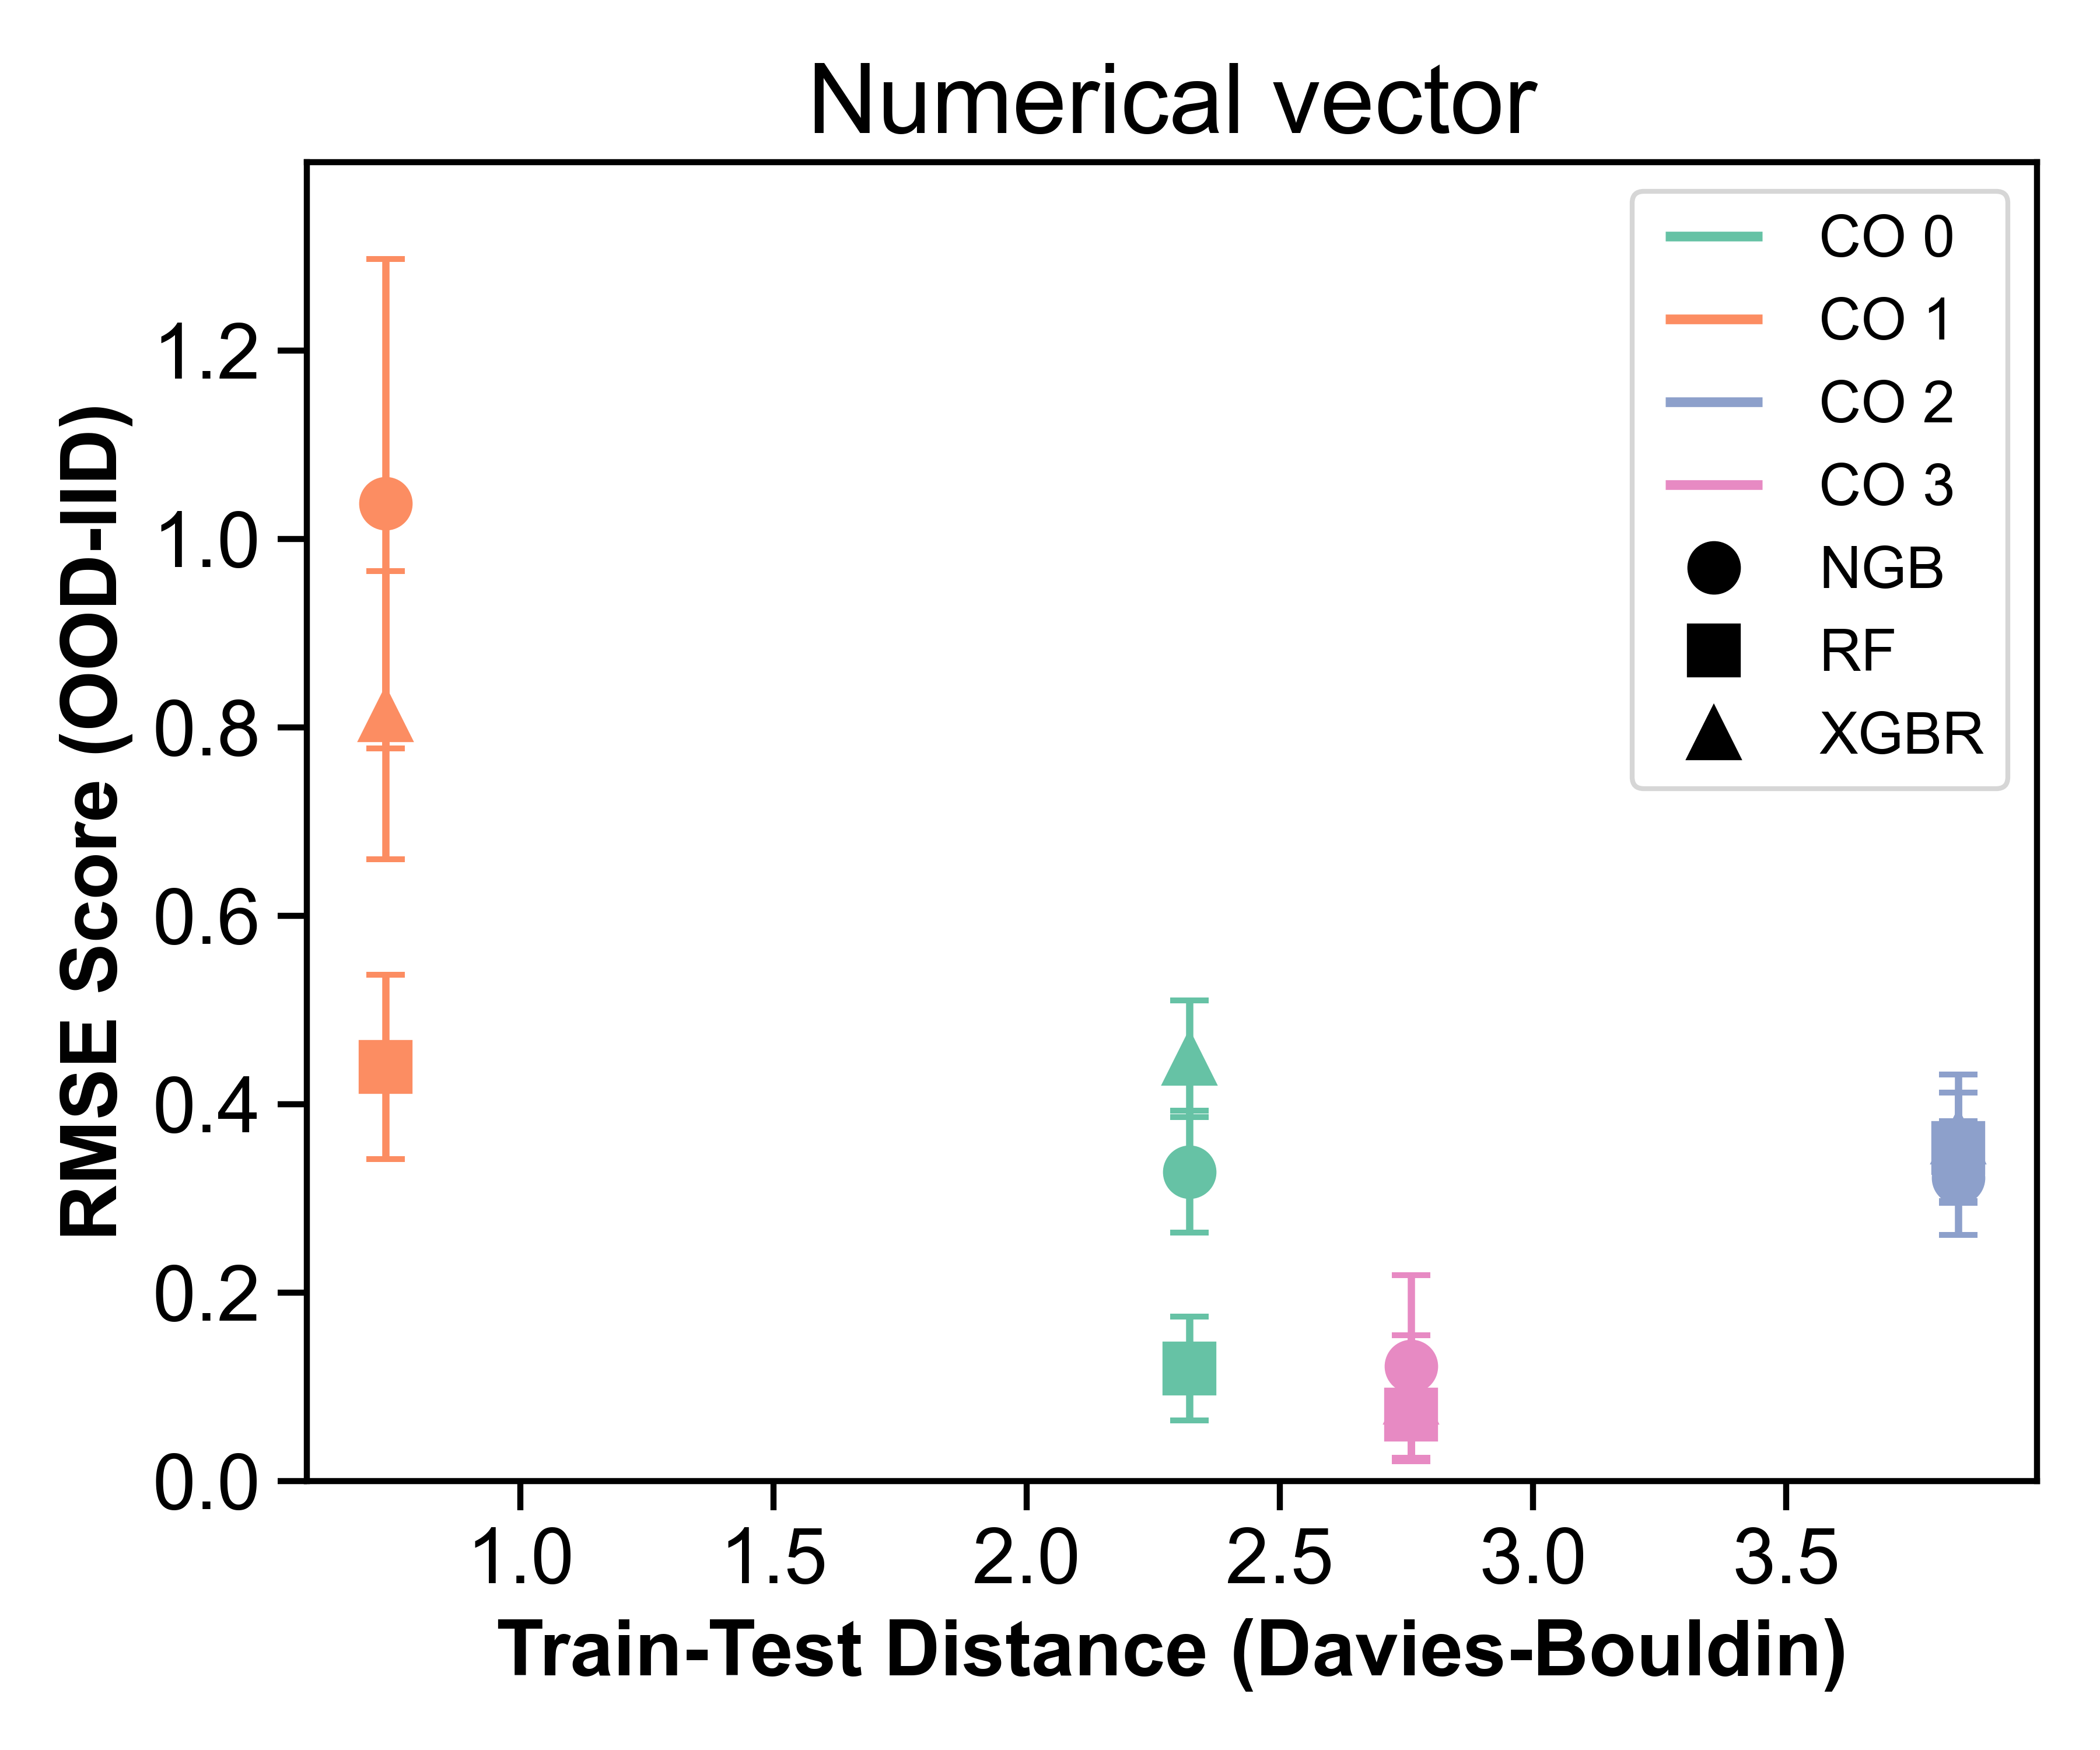 Numerical vector
RMSE Score (OOD-IID)
1.2
1.0
0.8
0.6
0.4
0.2
0.0
CO 0
CO 1
CO 2
CO 3
NGB
RF
XGBR
1.0 1.5 2.0 2.5 3.0 3.5
Train-Test Distance (Davies-Bouldin)